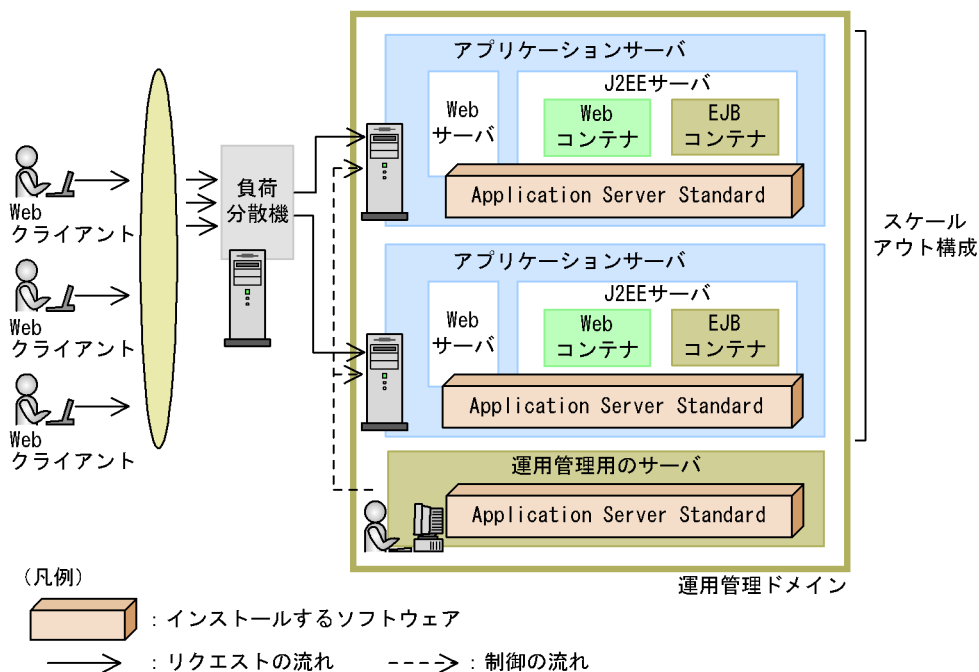 アプリケーションサーバ
J2EEサーバ
Web
サーバ
Web
コンテナ
EJB
コンテナ
Application Server Standard
負荷
分散機
Web
クライアント
Web
クライアント
Web
クライアント
アプリケーションサーバ
J2EEサーバ
Web
サーバ
Web
コンテナ
EJB
コンテナ
Application Server Standard
スケール
アウト構成
運用管理用のサーバ
Application Server Standard
運用管理ドメイン
(凡例)
:インストールするソフトウェア
:リクエストの流れ
:制御の流れ